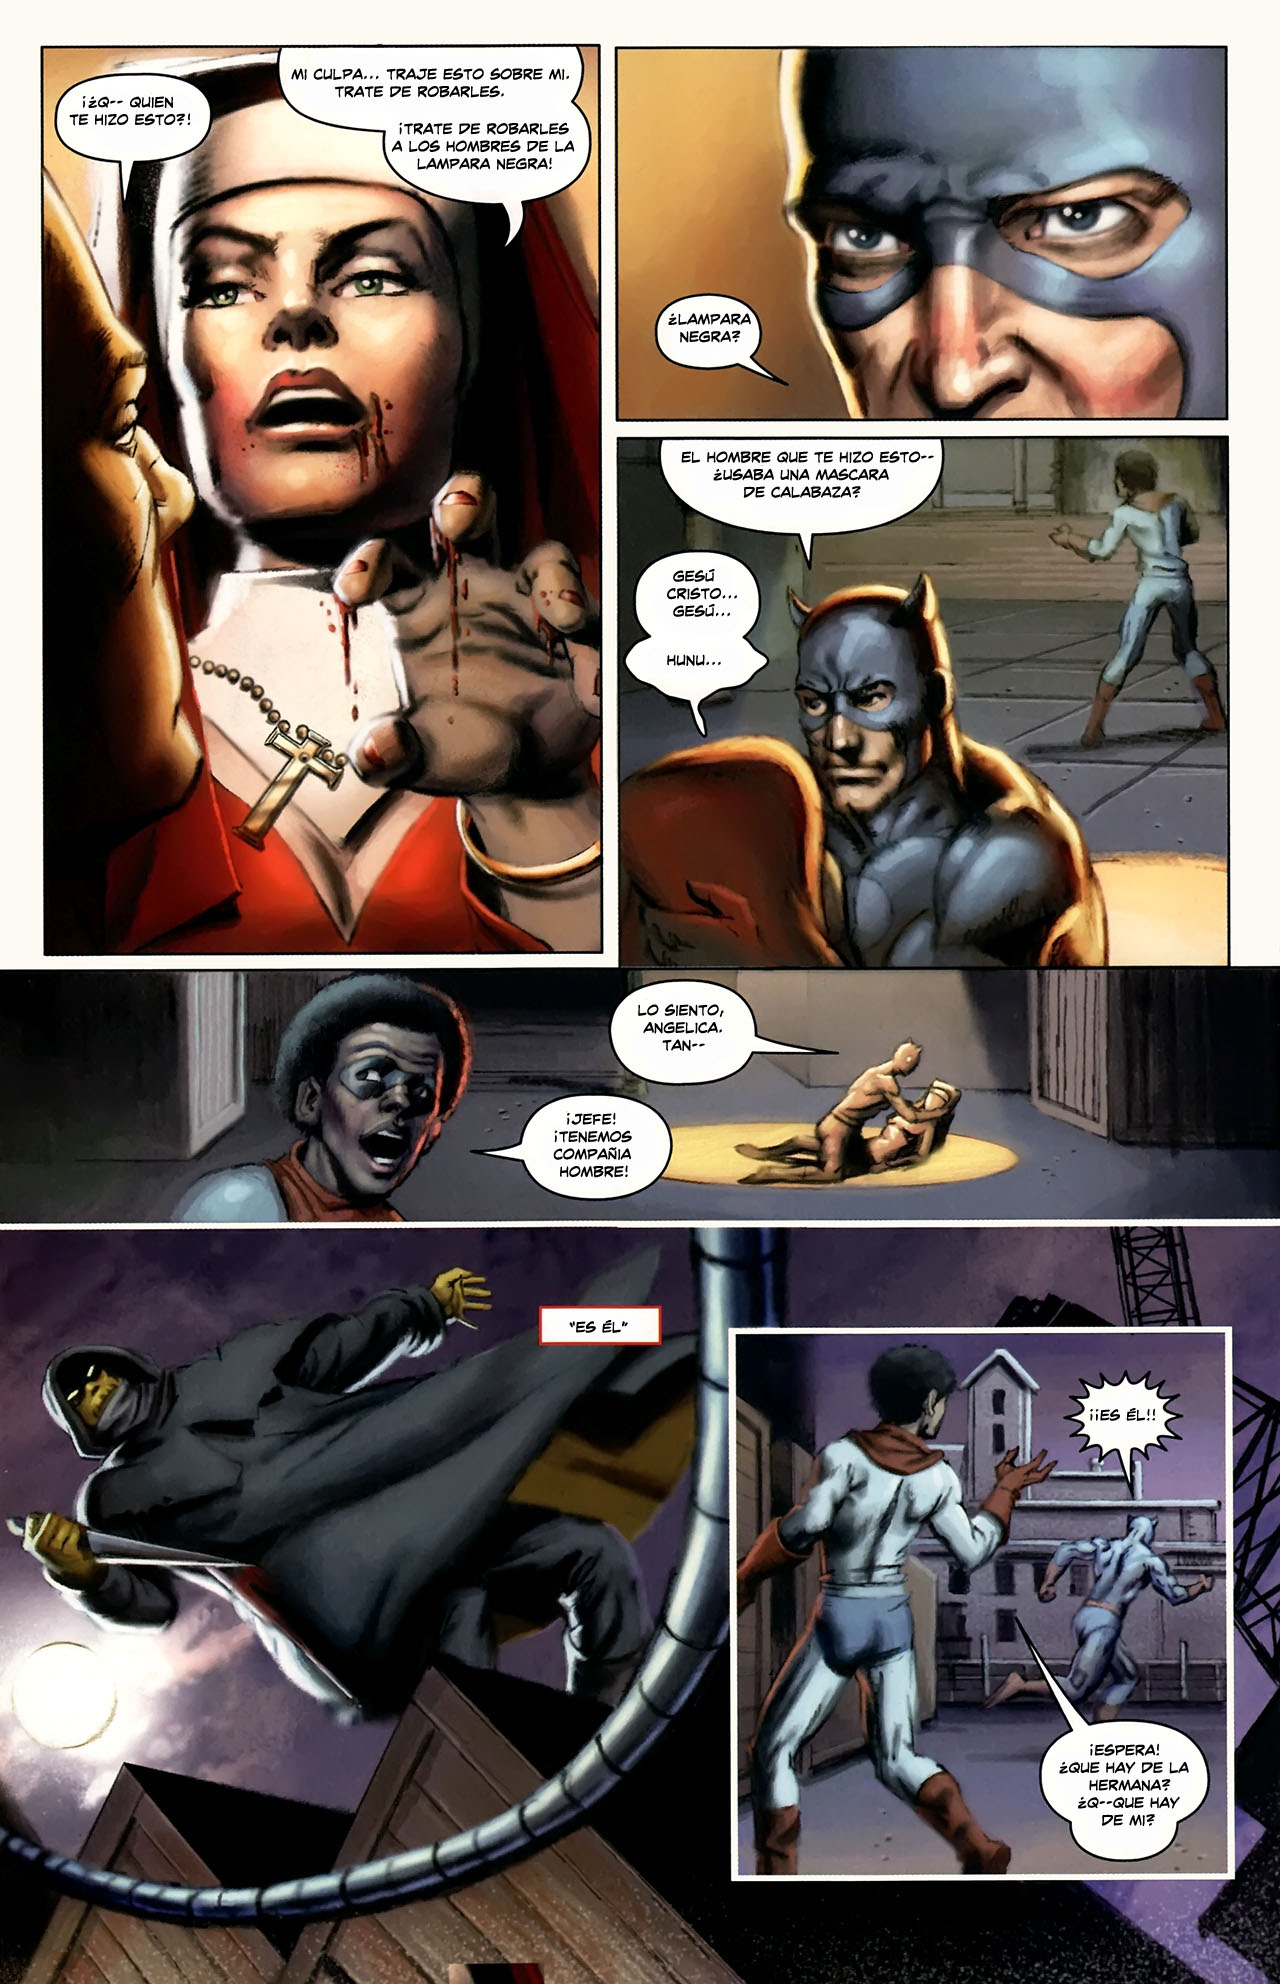 ¡¿Q-- QUIEN
TE HIZO ESTO?!
MI CULPA... TRAJE ESTO SOBRE MI.
TRATE DE ROBARLES.
¡TRATE DE ROBARLES
A LOS HOMBRES DE LA
LAMPARA NEGRA!
¿LAMPARA
NEGRA?
EL HOMBRE QUE TE HIZO ESTO--
¿USABA UNA MASCARA
DE CALABAZA?
GESÚ
CRISTO...
GESÚ...
HUNU...
LO SIENTO,
ANGELICA.
TAN--
¡JEFE!
¡TENEMOS
COMPAÑIA
HOMBRE!
"ES ÉL"
¡¡ES ÉL!!
¡ESPERA!
¿QUE HAY DE LA
HERMANA?
¿Q--QUE HAY
DE MI?